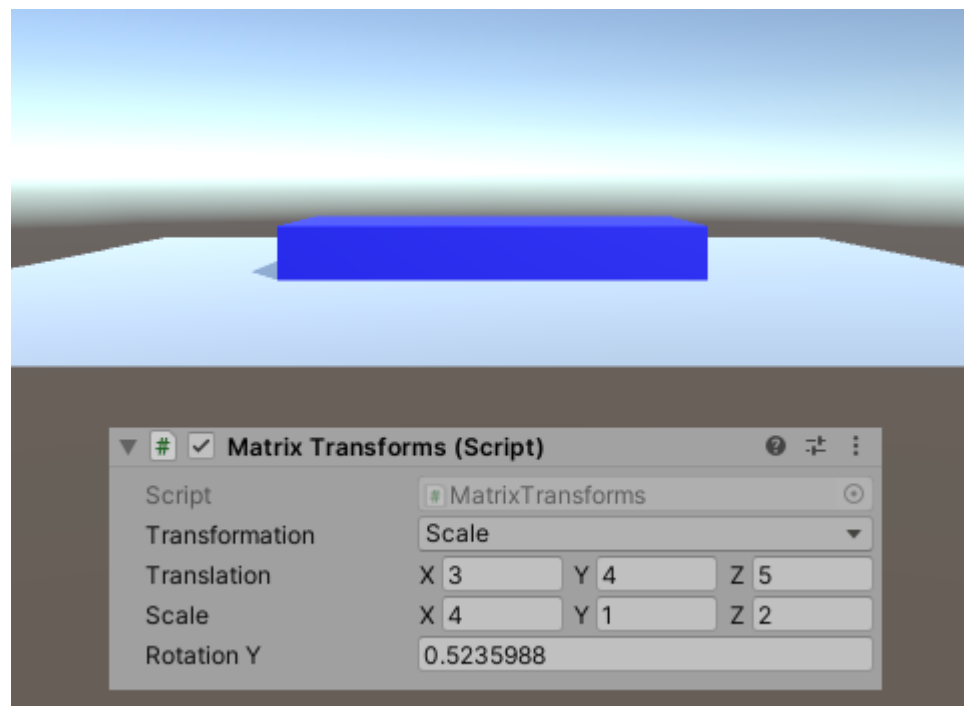 # Matrix Transforms (Script)
Script # MatrixTransforms
Transformation Scale
Translation X 3 Y 4 Z 5
Scale X 4 Y 1 Z 2
Rotation Y 0.5235988